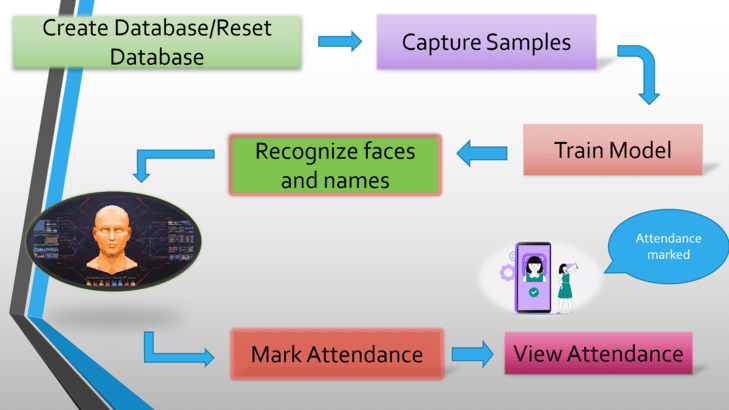 Create Database/Reset
Database
Capture Samples
Train Model
Recognize faces
and names
Attendance
marked
Mark Attendance
View Attendance